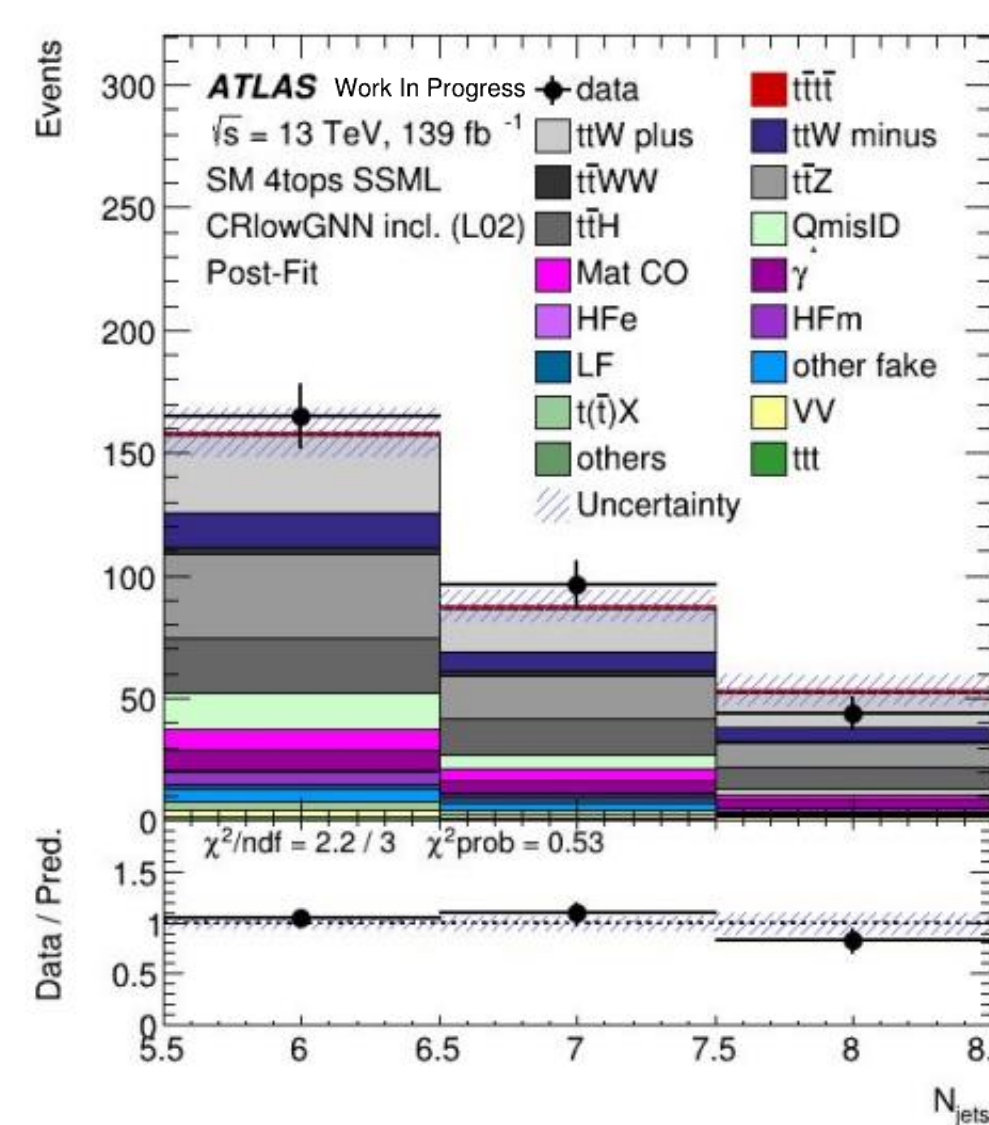 Events
300
250
200
150
100
50
0
ATLAS Work In Progress
√s = 13 TeV, 139 fb⁻¹
SM 4tops SSML
CRlowGNN incl. (L02)
Post-Fit
data
tt̄tt̄
ttW plus
ttW minus
tt̄WW
tt̄Z
tt̄H
QmisID
Mat CO
γ*
HFe
HFm
LF
other fake
t(t̄)X
VV
others
ttt
Uncertainty
Data / Pred.
χ²/ndf = 2.2 / 3 χ²prob = 0.53
1.5
1
0.5
0
5.5 6 6.5 7 7.5 8 8.
N_jets